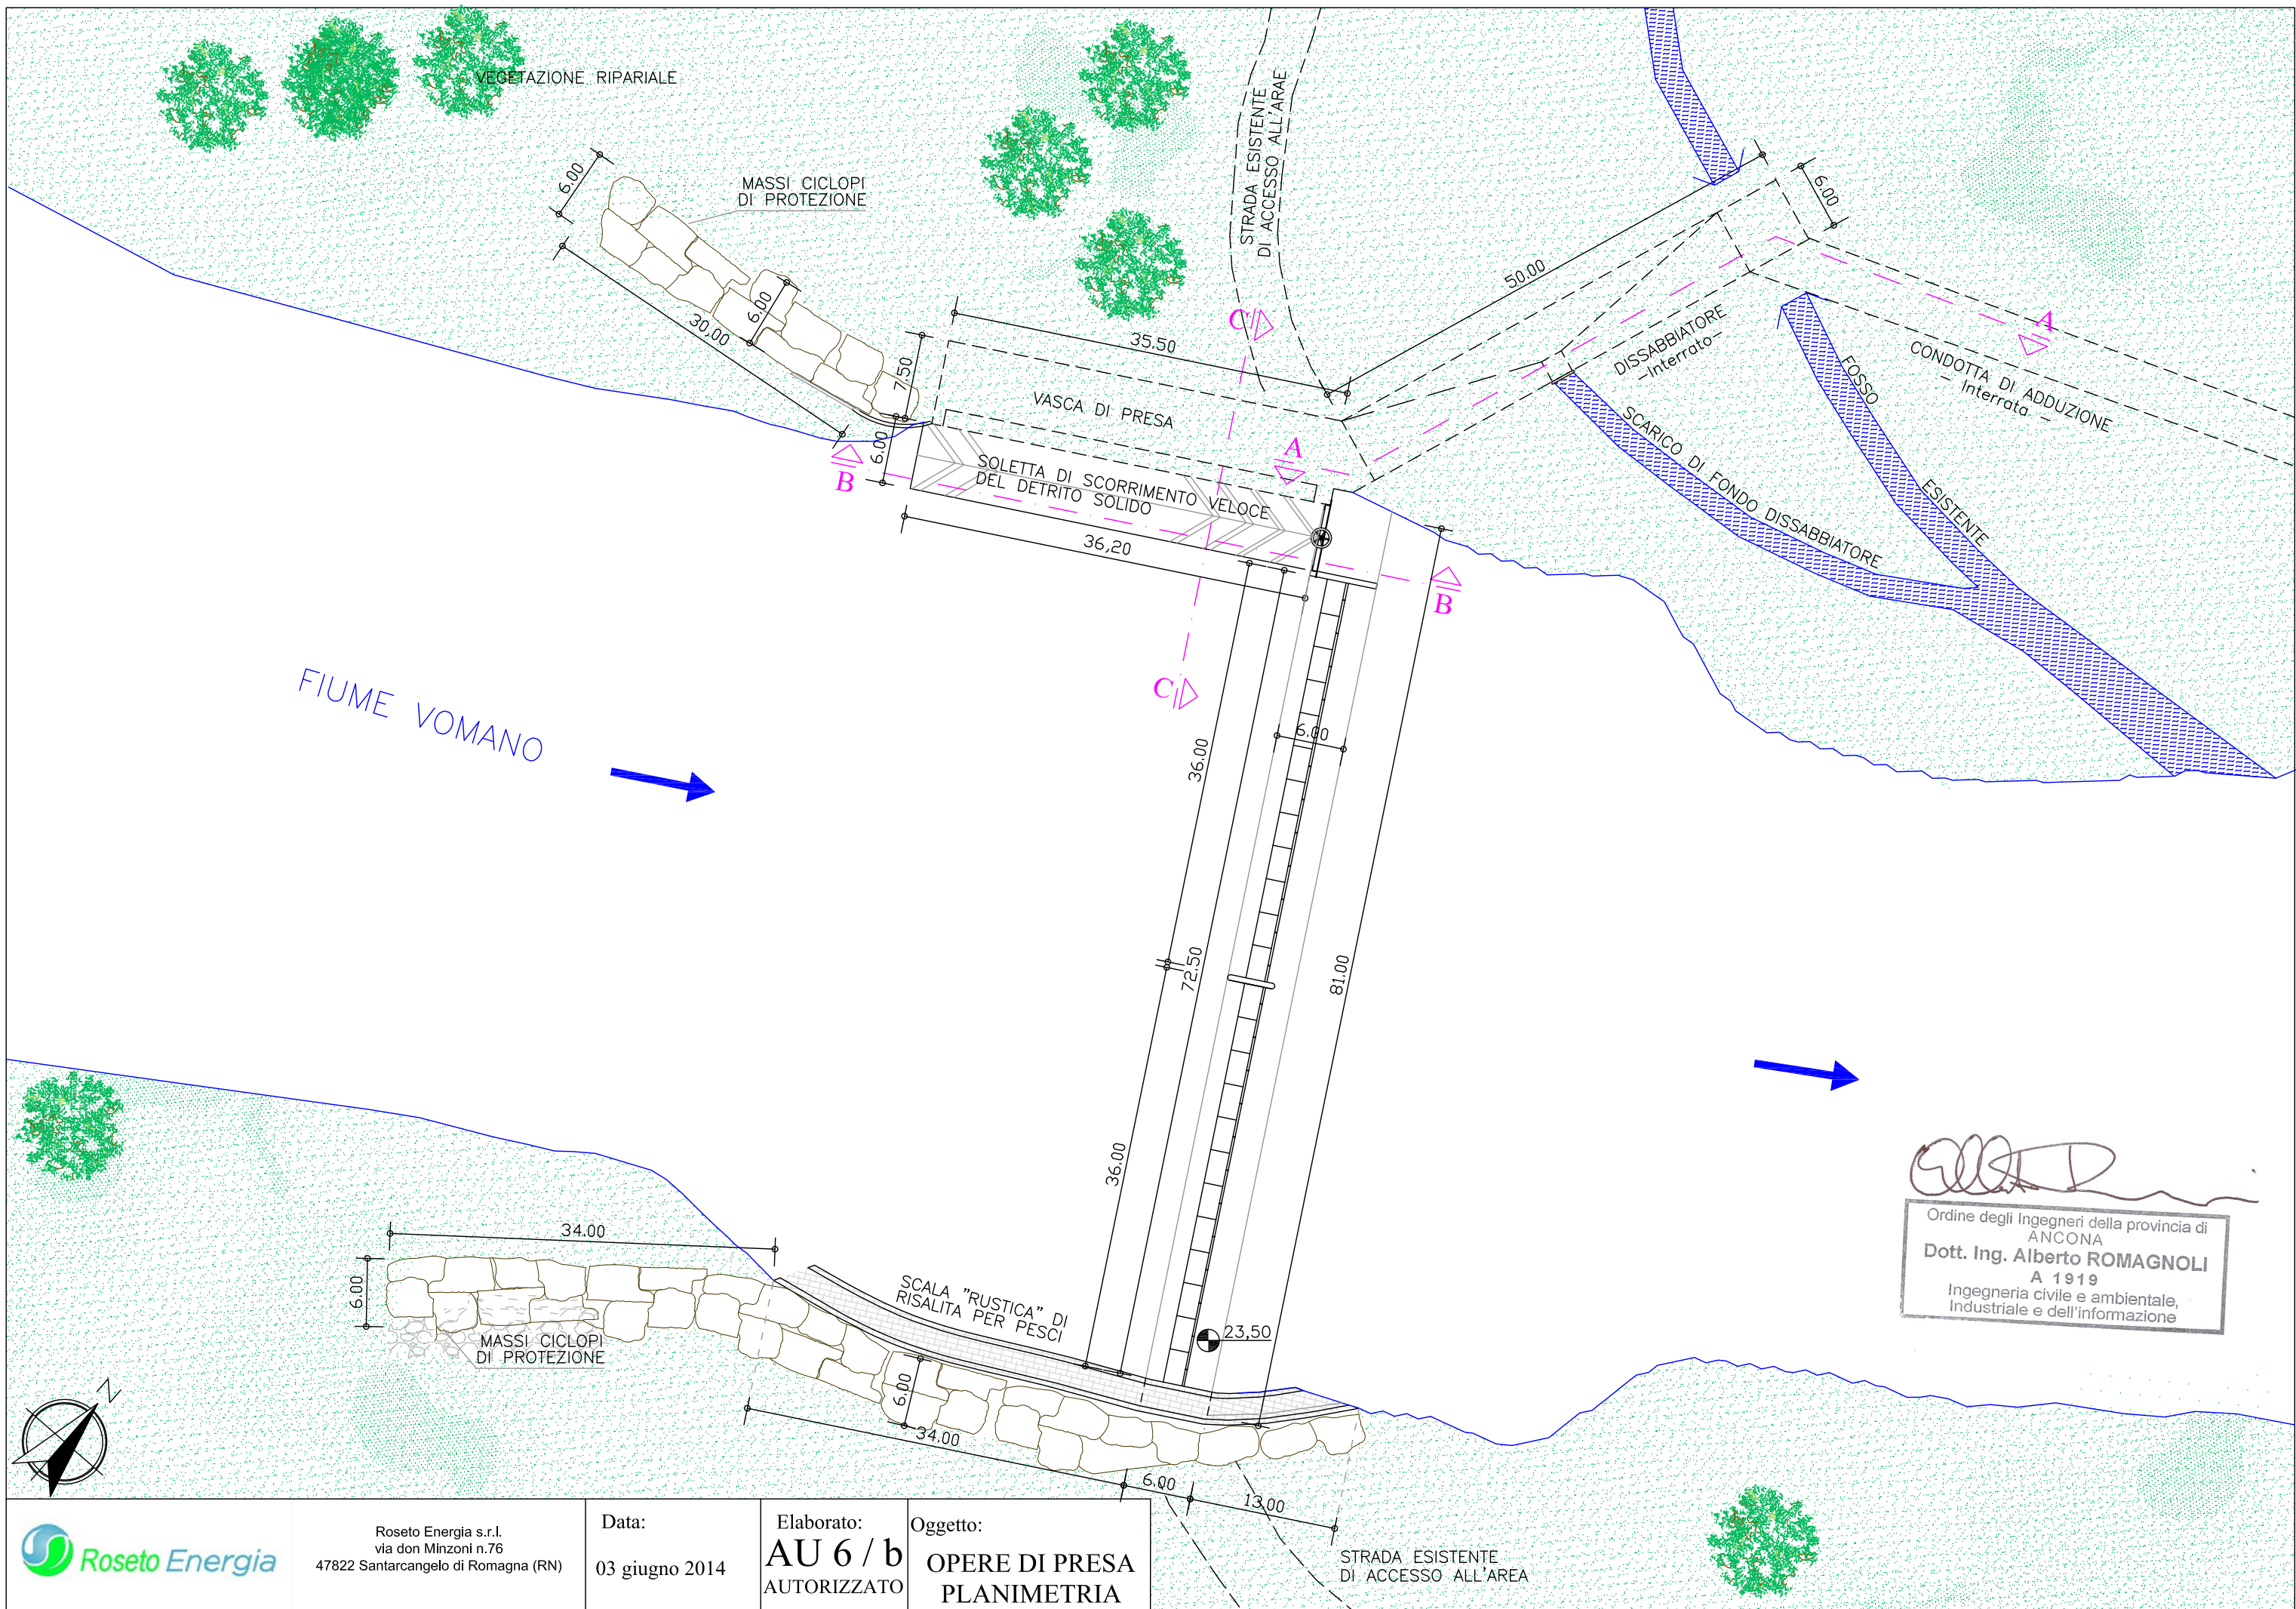 VEGETAZIONE RIPARIALE
STRADA ESISTENTE
DI ACCESSO ALL'ARAE
6.00
MASSI CICLOPI
DI PROTEZIONE
6.00
50.00
6.00
30,00
35.50
7,50
C
A
VASCA DI PRESA
DISSABBIATORE
-Interrato-
FOSSO
ESISTENTE
CONDOTTA DI ADDUZIONE
- Interrata -
SCARICO DI FONDO DISSABBIATORE
6.00
B
A
SOLETTA DI SCORRIMENTO VELOCE
DEL DETRITO SOLIDO
36,20
B
C
FIUME VOMANO
6.00
36.00
72.50
81.00
36.00
34.00
6.00
SCALA "RUSTICA" DI
RISALITA PER PESCI
23,50
MASSI CICLOPI
DI PROTEZIONE
6.00
34.00
6.00
13.00
N
STRADA ESISTENTE
DI ACCESSO ALL'AREA
Ordine degli Ingegneri della provincia di
ANCONA
Dott. Ing. Alberto ROMAGNOLI
A 1919
Ingegneria civile e ambientale,
Industriale e dell'informazione
Roseto Energia
Roseto Energia s.r.l.
via don Minzoni n.76
47822 Santarcangelo di Romagna (RN)
Data:
03 giugno 2014
Elaborato:
AU 6 / b
AUTORIZZATO
Oggetto:
OPERE DI PRESA
PLANIMETRIA